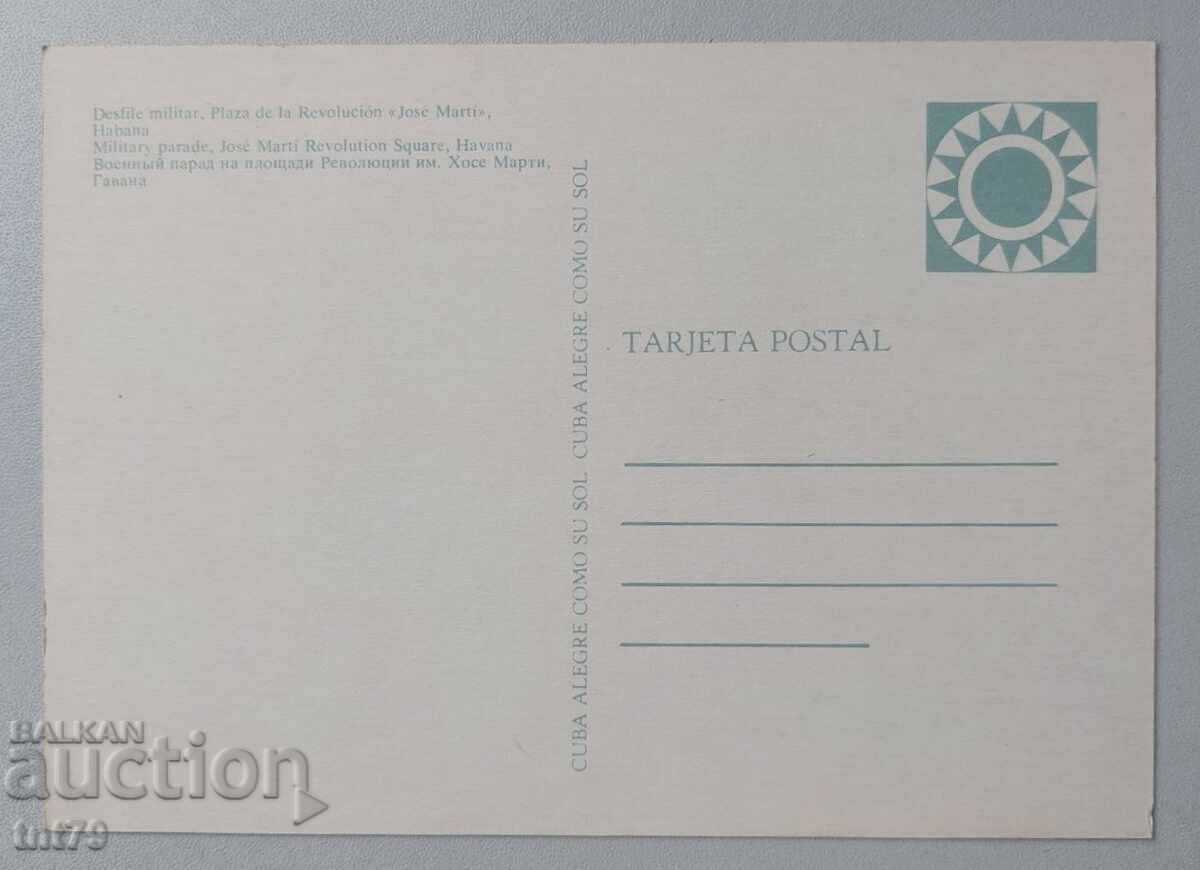 Desfile militar, Plaza de la Revolución «José Martí»,
Habana
Military parade, José Martí Revolution Square, Havana
Военный парад на площади Революции им. Хосе Марти,
Гавана
CUBA ALEGRE COMO SU SOL CUBA ALEGRE COMO SU SOL
TARJETA POSTAL
BALKAN
auction
tnt79